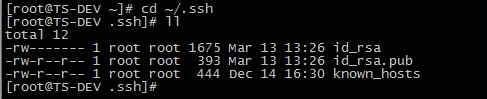 [root@TS-DEV ~]# cd ~/.ssh
[root@TS-DEV .ssh]# ll
total 12
-rw------- 1 root root 1675 Mar 13 13:26 id_rsa
-rw-r--r-- 1 root root  393 Mar 13 13:26 id_rsa.pub
-rw-r--r-- 1 root root  444 Dec 14 16:30 known_hosts
[root@TS-DEV .ssh]#